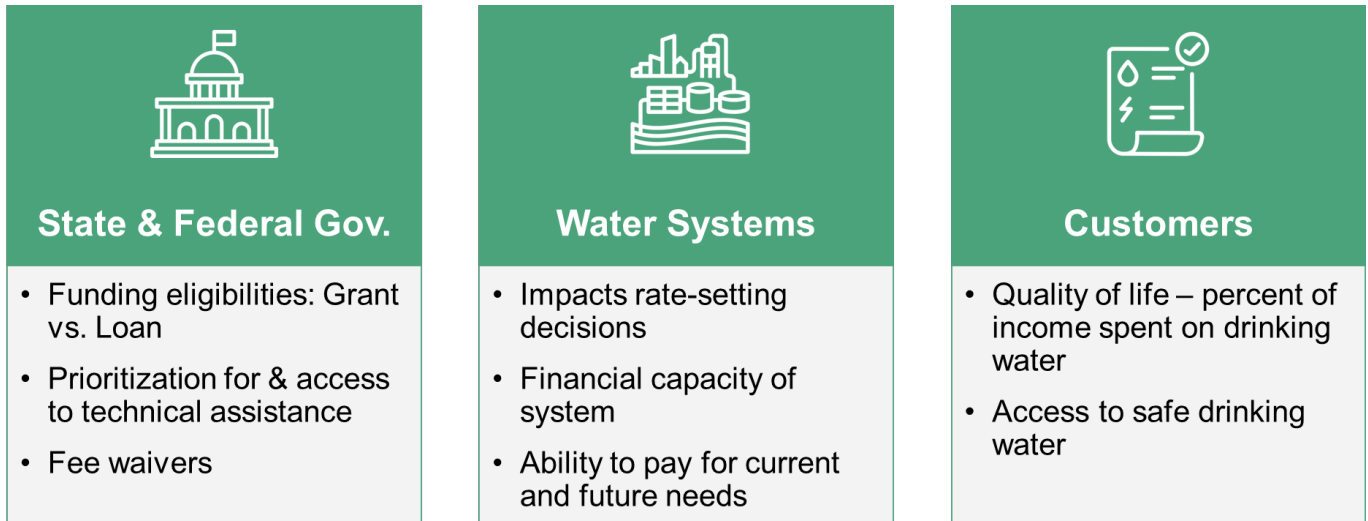 State & Federal Gov.
• Funding eligibilities: Grant
vs. Loan
• Prioritization for & access
to technical assistance
• Fee waivers
Water Systems
• Impacts rate-setting
decisions
• Financial capacity of
system
• Ability to pay for current
and future needs
Customers
• Quality of life – percent of
income spent on drinking
water
• Access to safe drinking
water